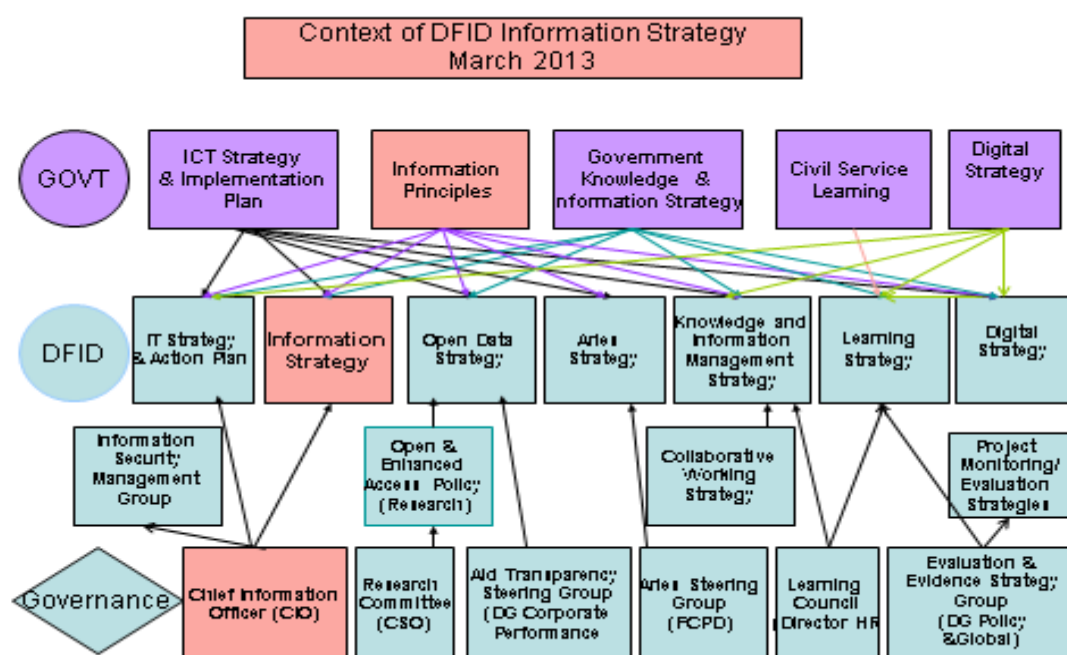 Context of DFID Information Strategy
March 2013
GOVT
ICT Strategy
& Implementation
Plan
Information
Principles
Government
Knowledge &
Information Strategy
Civil Service
Learning
Digital
Strategy
DFID
IT Strategy
& Action Plan
Information
Strategy
Open Data
Strategy
Aries
Strategy
Knowledge and
Information
Management
Strategy
Learning
Strategy
Digital
Strategy
Information
Security
Management
Group
Open &
Enhanced
Access Policy
(Research)
Collaborative
Working
Strategy
Project
Monitoring/
Evaluation
Strategies
Governance
Chief Information
Officer (CIO)
Research
Committee
(CSO)
Aid Transparency
Steering Group
(DG Corporate
Performance
Aries Steering
Group
(FCPD)
Learning
Council
(Director HR
Evaluation &
Evidence Strategy
Group
(DG Policy
&Global)